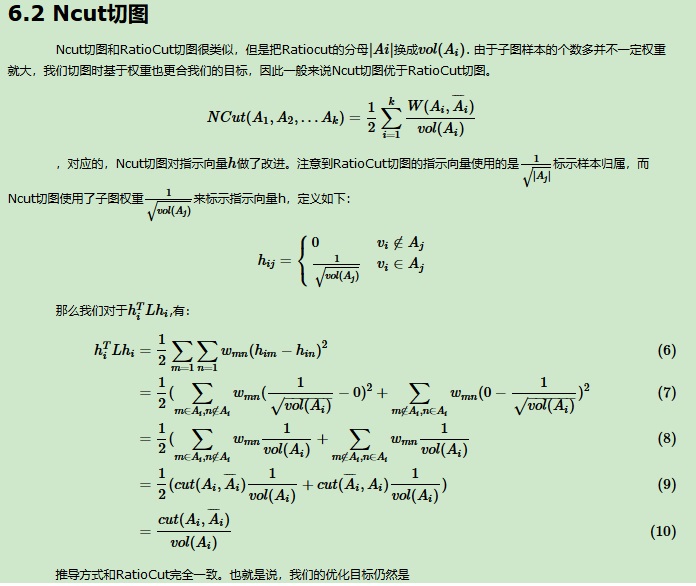 6.2 Ncut切图
Ncut切图和RatioCut切图很类似，但是把Ratiocut的分母|Ai|换成vol(A_i). 由于子图样本的个数多并不一定权重
就大，我们切图时基于权重也更合我们的目标，因此一般来说Ncut切图优于RatioCut切图。
NCut(A_1, A_2, ... A_k) = \frac{1}{2} \sum_{i=1}^{k} \frac{W(A_i, \overline{A}_i)}{vol(A_i)}
，对应的，Ncut切图对指示向量h做了改进。注意到RatioCut切图的指示向量使用的是\frac{1}{\sqrt{|A_j|}}标示样本归属，而
Ncut切图使用了子图权重\frac{1}{\sqrt{vol(A_j)}}来标示指示向量h，定义如下：
h_{ij} = \begin{cases} 0 & v_i \notin A_j \\ \frac{1}{\sqrt{vol(A_j)}} & v_i \in A_j \end{cases}
那么我们对于h_i^T L h_i,有：
h_i^T L h_i = \frac{1}{2} \sum_{m=1} \sum_{n=1} w_{mn}(h_{im} - h_{in})^2 (6)
= \frac{1}{2}( \sum_{m \in A_i, n \notin A_i} w_{mn}(\frac{1}{\sqrt{vol(A_i)}} - 0)^2 + \sum_{m \notin A_i, n \in A_i} w_{mn}(0 - \frac{1}{\sqrt{vol(A_i)}})^2 (7)
= \frac{1}{2}( \sum_{m \in A_i, n \notin A_i} w_{mn} \frac{1}{vol(A_i)} + \sum_{m \notin A_i, n \in A_i} w_{mn} \frac{1}{vol(A_i)} (8)
= \frac{1}{2}(cut(A_i, \overline{A}_i) \frac{1}{vol(A_i)} + cut(\overline{A}_i, A_i) \frac{1}{vol(A_i)}) (9)
= \frac{cut(A_i, \overline{A}_i)}{vol(A_i)} (10)
推导方式和RatioCut完全一致。也就是说，我们的优化目标仍然是